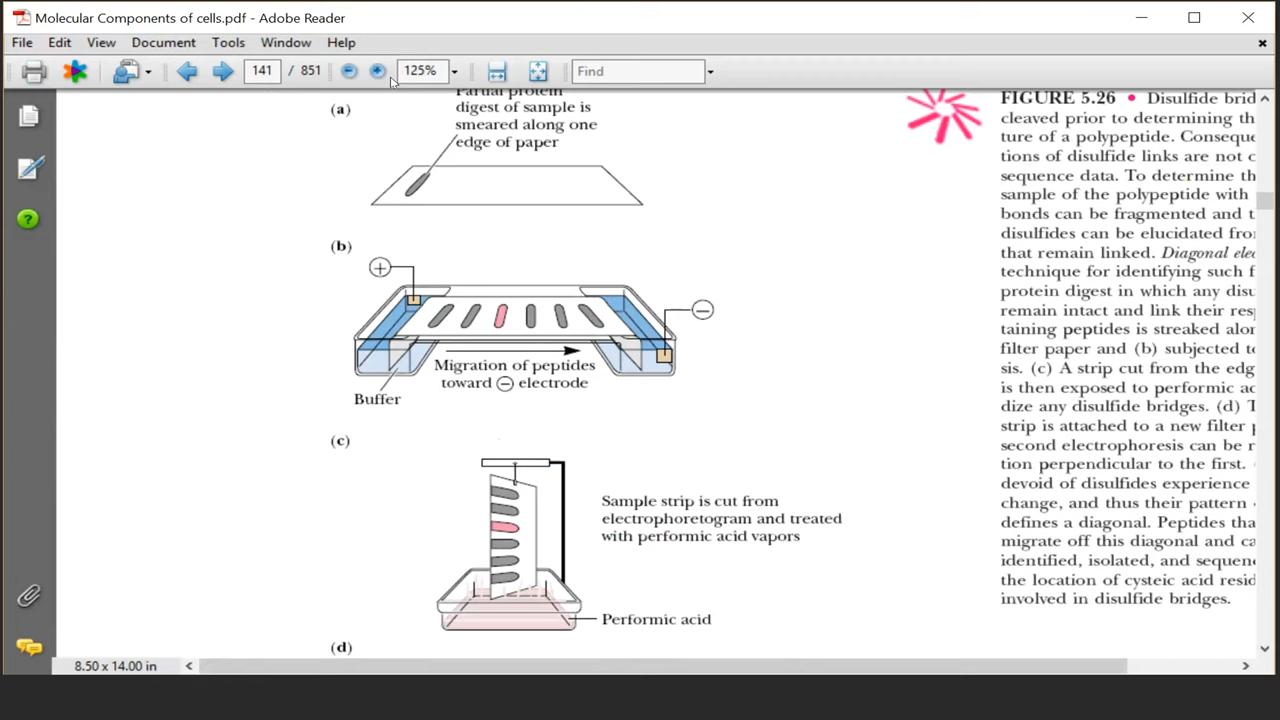 Molecular Components of cells.pdf - Adobe Reader
File Edit View Document Tools Window Help
141 / 851 125% Find
Partial protein
digest of sample is
smeared along one
edge of paper
(a)
(b)
+
−
Migration of peptides
toward − electrode
Buffer
(c)
Sample strip is cut from
electrophoretogram and treated
with performic acid vapors
Performic acid
(d)
FIGURE 5.26 • Disulfide brid
cleaved prior to determining th
ture of a polypeptide. Conseque
tions of disulfide links are not c
sequence data. To determine th
sample of the polypeptide with
bonds can be fragmented and t
disulfides can be elucidated fro
that remain linked. Diagonal elec
technique for identifying such f
protein digest in which any disu
remain intact and link their resp
taining peptides is streaked alon
filter paper and (b) subjected to
sis. (c) A strip cut from the edg
is then exposed to performic ac
dize any disulfide bridges. (d) T
strip is attached to a new filter p
second electrophoresis can be r
tion perpendicular to the first.
devoid of disulfides experience
change, and thus their pattern
defines a diagonal. Peptides tha
migrate off this diagonal and ca
identified, isolated, and sequenc
the location of cysteic acid resid
involved in disulfide bridges.
8.50 x 14.00 in